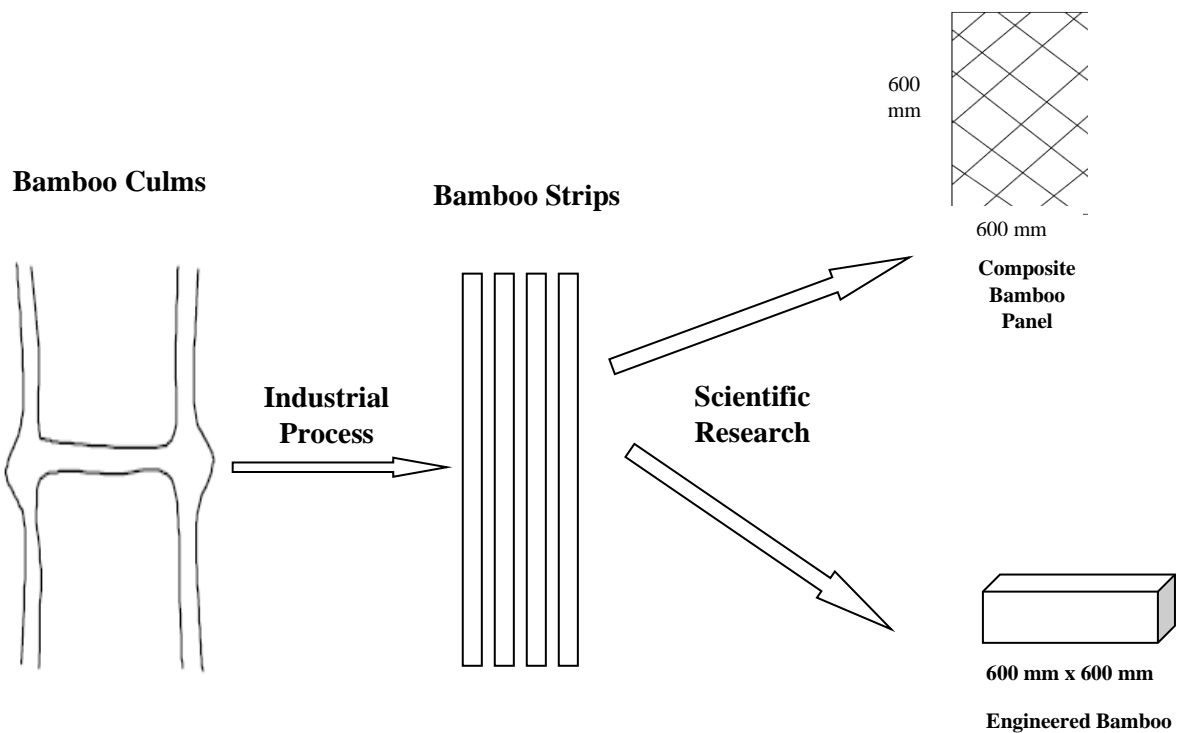 Bamboo Culms
Industrial
Process
Bamboo Strips
Scientific
Research
600
mm
600 mm
Composite
Bamboo
Panel
600 mm x 600 mm
Engineered Bamboo